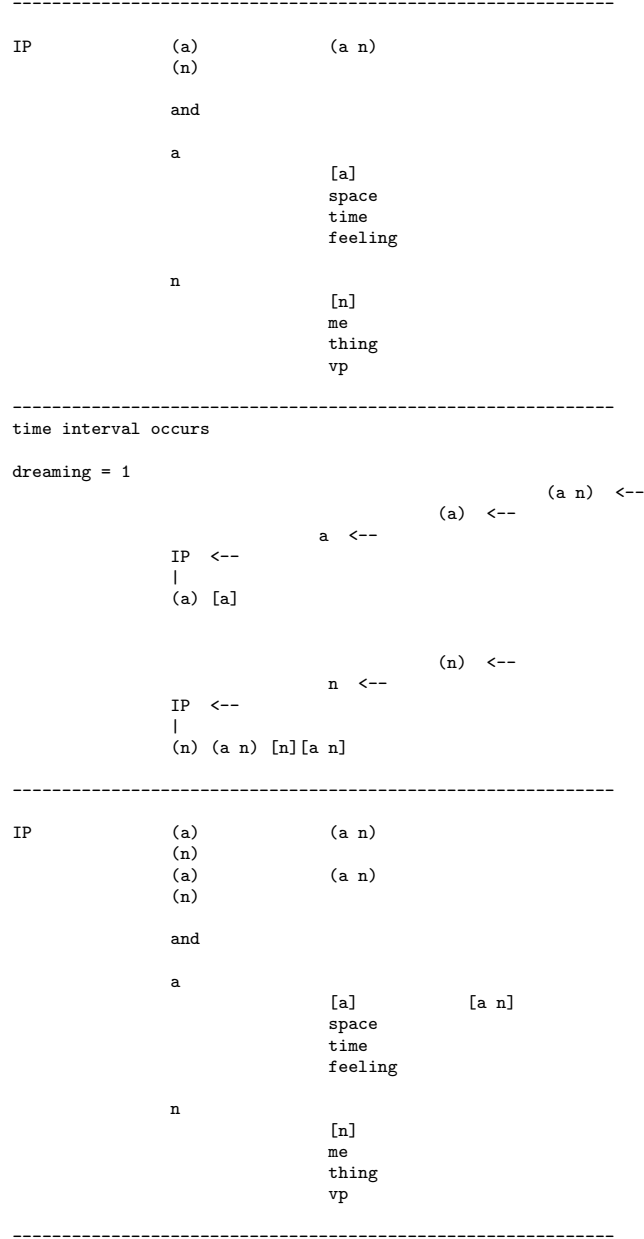 -------------------------------------------------------------
IP (a) (a n)
(n)
and
a
[a]
space
time
feeling
n
[n]
me
thing
vp
-------------------------------------------------------------
time interval occurs
dreaming = 1
(a n) <--
(a) <--
a <--
IP <--
|
(a) [a]
(n) <--
n <--
IP <--
|
(n) (a n) [n][a n]
-------------------------------------------------------------
IP (a) (a n)
(n)
(a) (a n)
(n)
and
a
[a] [a n]
space
time
feeling
n
[n]
me
thing
vp
-------------------------------------------------------------